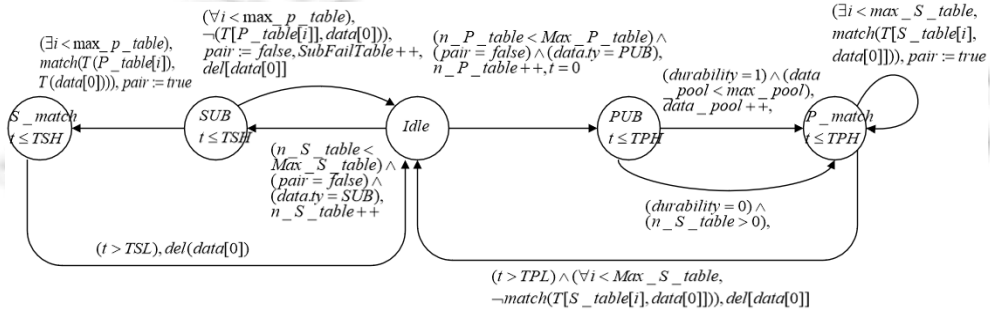 (∃i < max_p_table),
match(T(P_table[i]),
T(data[0])), pair := true
(∀i < max_p_table),
¬(T[P_table[i]], data[0]),
pair := false, SubFailTable++,
del[data[0]]
(n_P_table < Max_P_table) ∧
(pair = false) ∧ (data.ty = PUB),
n_P_table++, t = 0
(durability = 1) ∧ (data
_pool < max_pool),
data_pool++,
(∃i < max_S_table,
match(T[S_table[i],
data[0]])), pair := true
S_match
t ≤ TSH
SUB
t ≤ TSH
Idle
PUB
t ≤ TPH
P_match
t ≤ TPH
(n_S_table <
Max_S_table) ∧
(pair = false) ∧
(data.ty = SUB),
n_S_table++
(durability = 0) ∧
(n_S_table > 0),
(t > TSL), del(data[0])
(t > TPL) ∧ (∀i < Max_S_table,
¬match(T[S_table[i], data[0]])), del[data[0]]